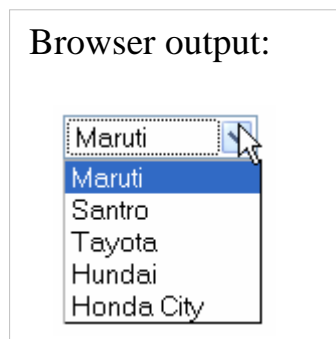 Browser output:
Maruti
Maruti
Santro
Tayota
Hundai
Honda City